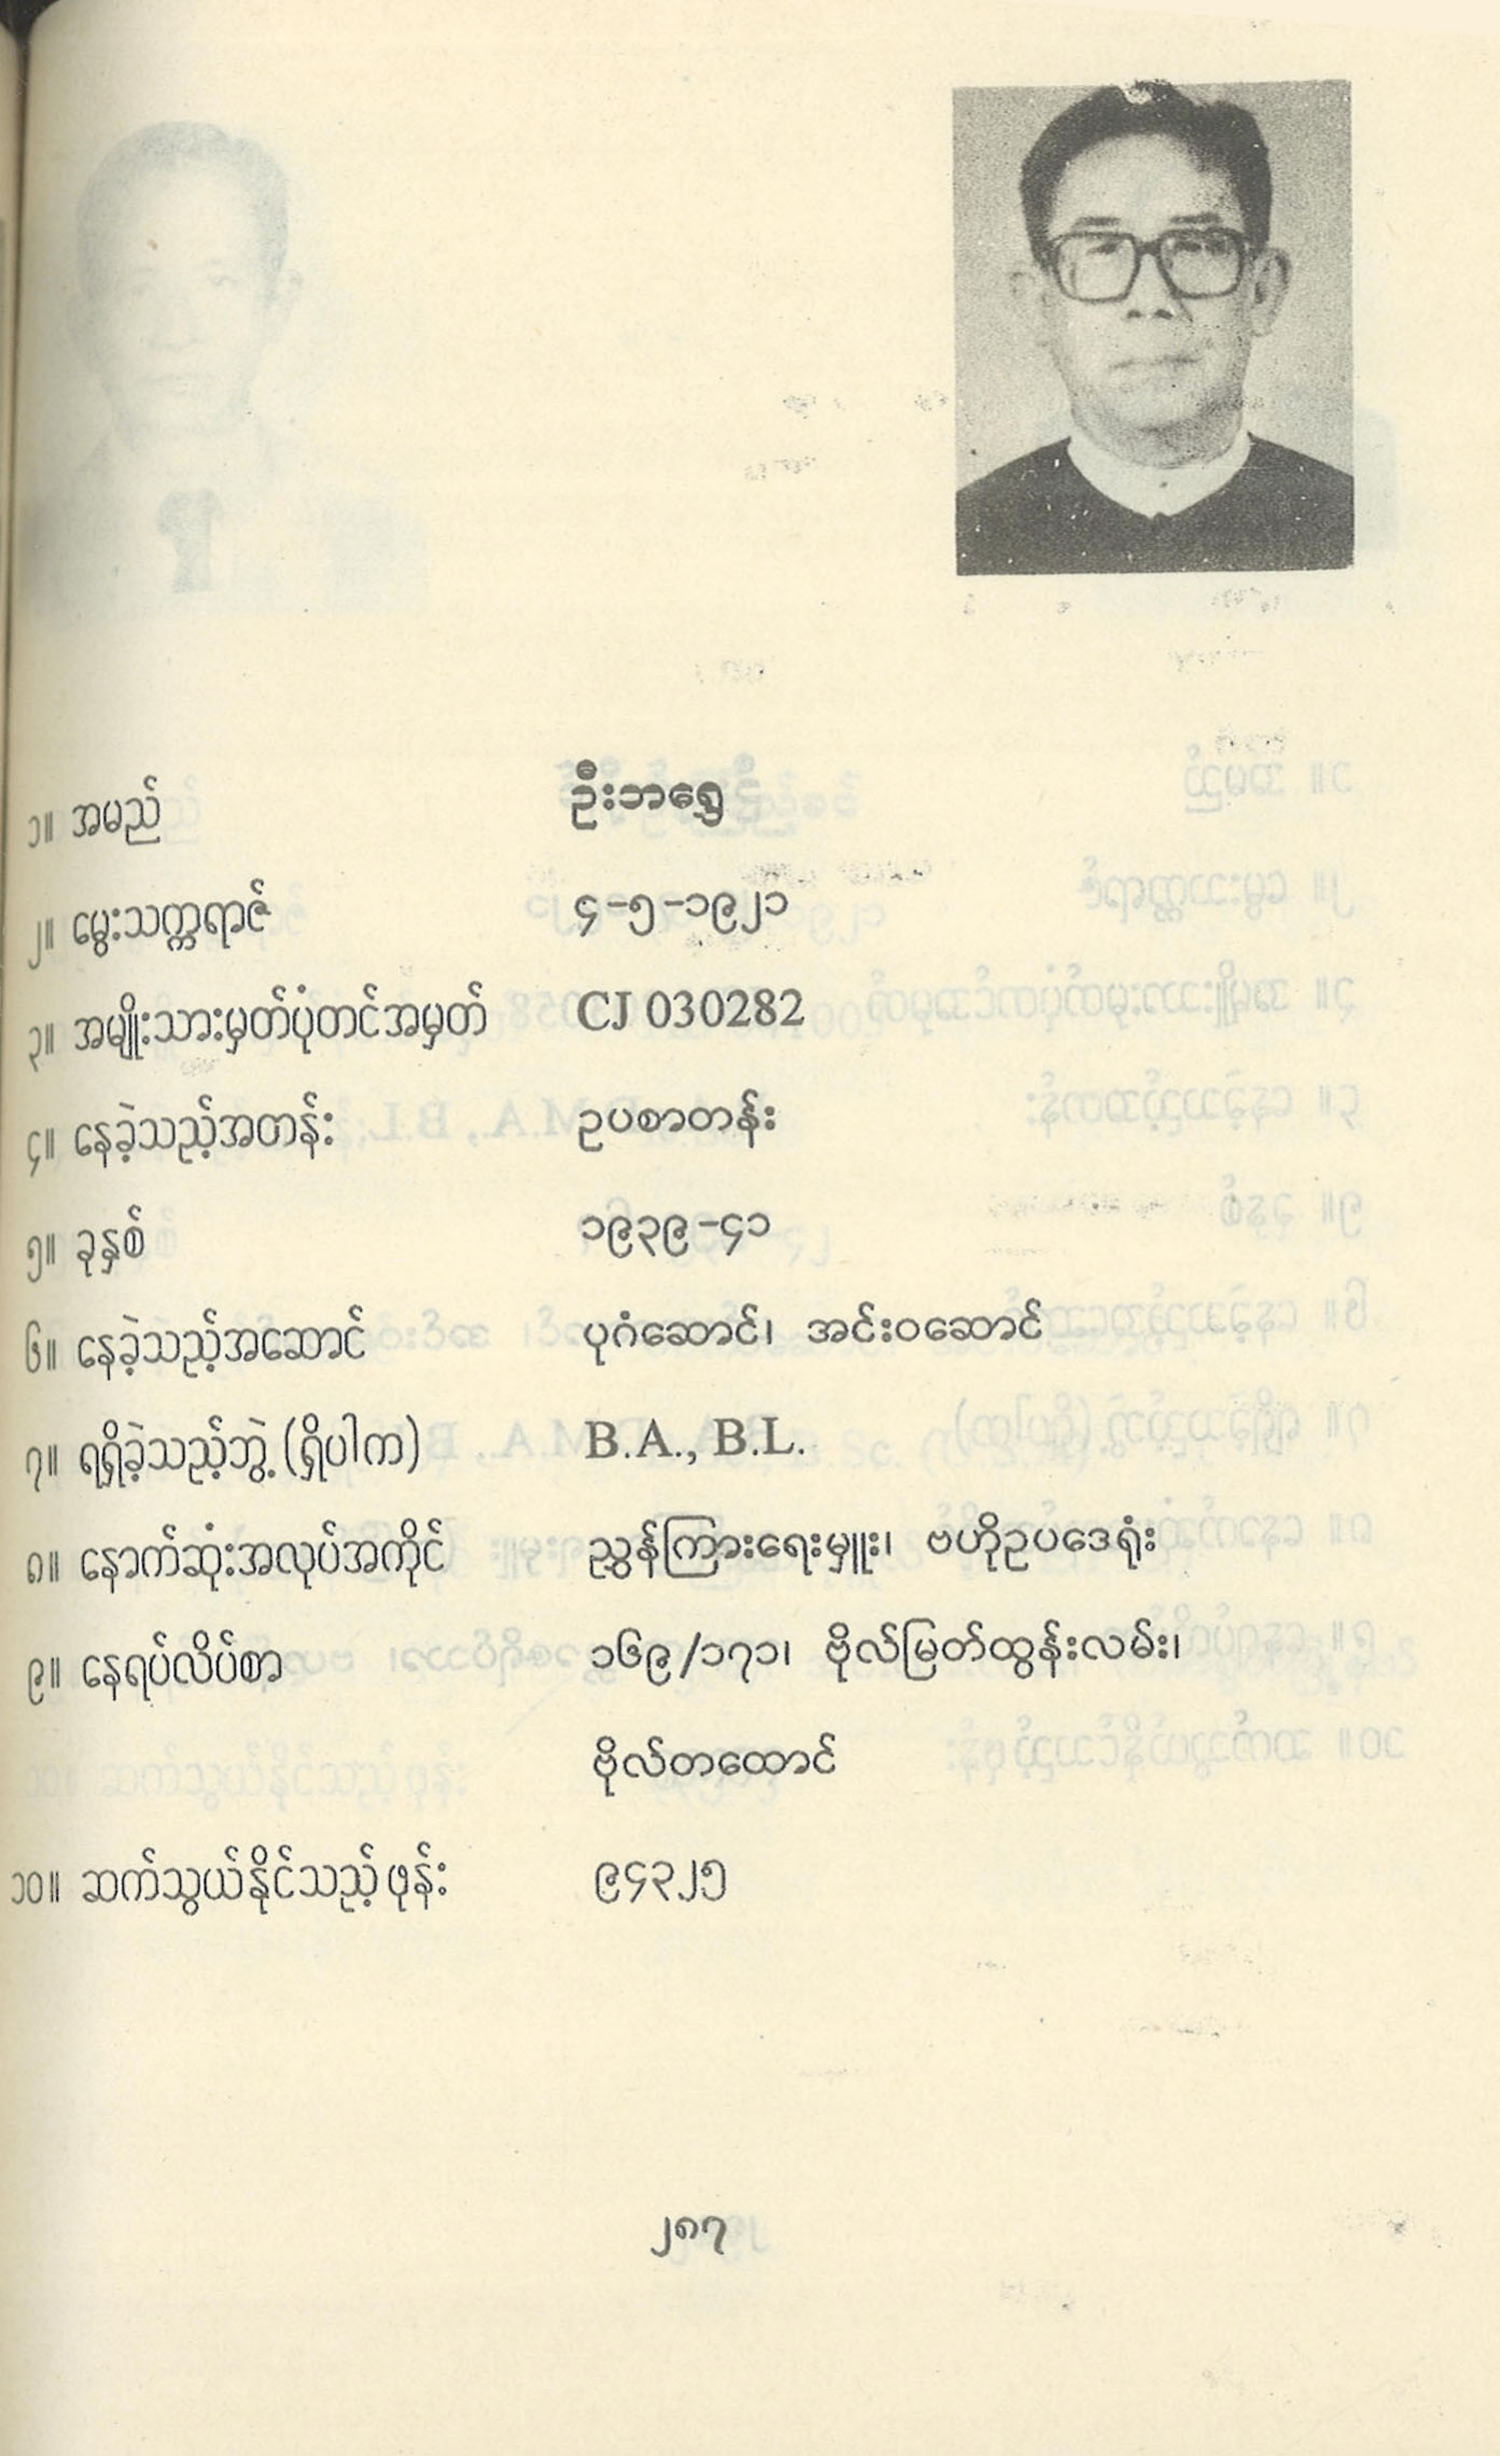 ၁။ အမည် ဦးဘရွှေ
၂။ မွေးသက္ကရာဇ် ၄-၅-၁၉၂၁
၃။ အမျိုးသားမှတ်ပုံတင်အမှတ် CJ 030282
၄။ နေခဲ့သည့်အတန်း ဥပစာတန်း
၅။ ခုနှစ် ၁၉၃၉-၄၁
၆။ နေခဲ့သည့်အဆောင် ပုဂံဆောင်၊ အင်းဝဆောင်
၇။ ရရှိခဲ့သည့်ဘွဲ့ (ရှိပါက) B.A., B.L.
၈။ နောက်ဆုံးအလုပ်အကိုင် ညွှန်ကြားရေးမှူး၊ ဗဟိုဥပဒေရုံး
၉။ နေရပ်လိပ်စာ ၁၆၉/၁၇၁၊ ဗိုလ်မြတ်ထွန်းလမ်း၊
ဗိုလ်တထောင်
၁၀။ ဆက်သွယ်နိုင်သည့်ဖုန်း ၉၄၃၂၅
၂၈၇